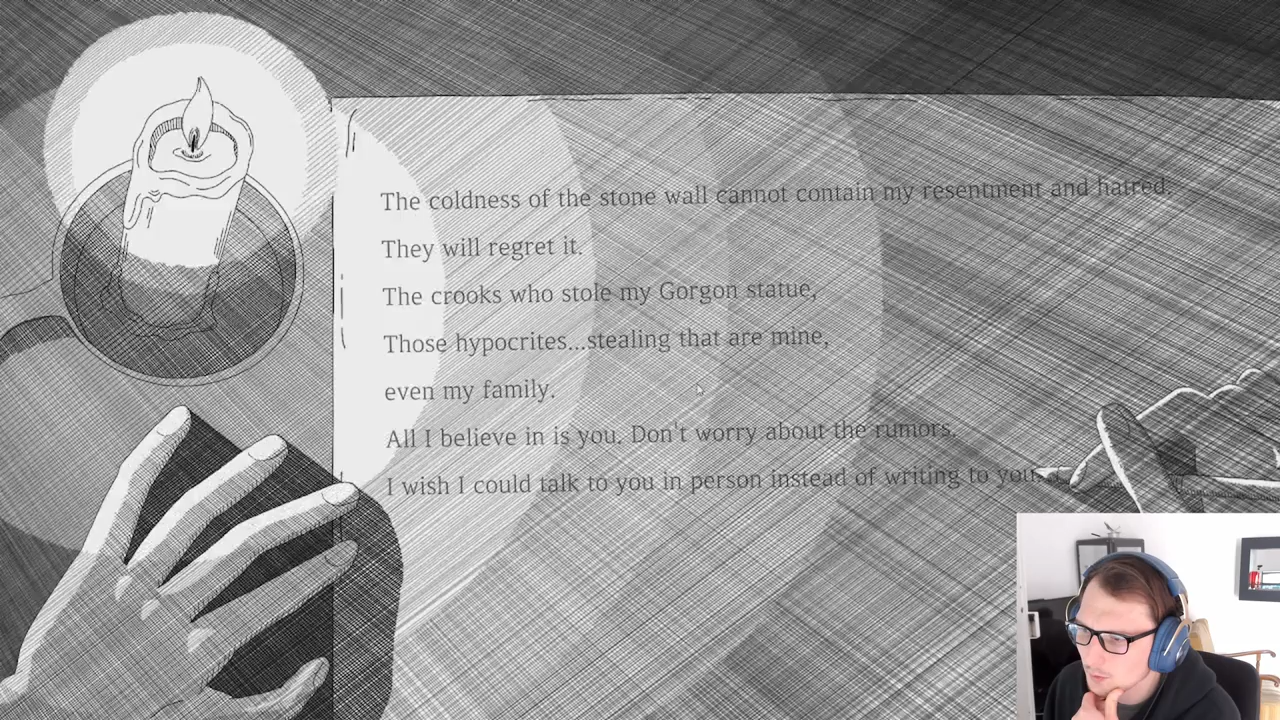 The coldness of the stone wall cannot contain my resentment and hatred.
They will regret it.
The crooks who stole my Gorgon statue,
Those hypocrites...stealing that are mine,
even my family.
All I believe in is you. Don't worry about the rumors.
I wish I could talk to you in person instead of writing to you.